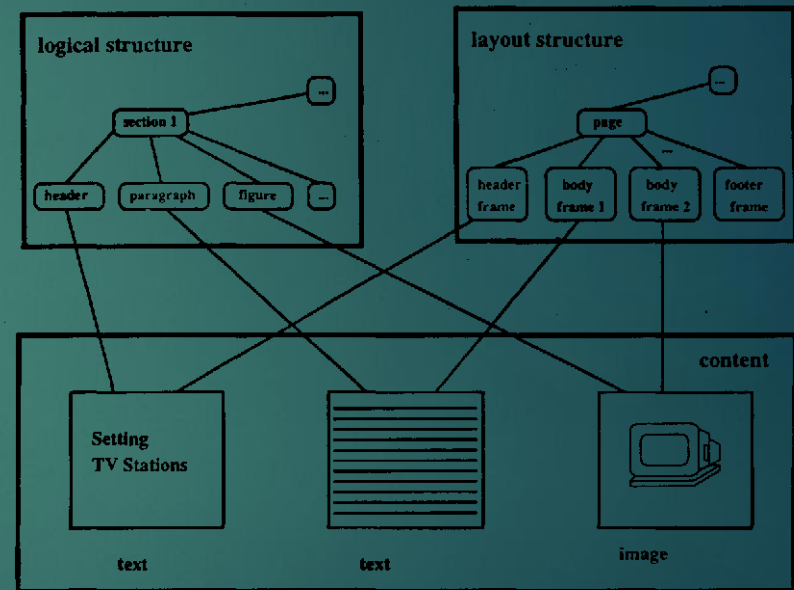 logical structure
...
section 1
header
paragraph
figure
...
layout structure
...
page
...
header
frame
body
frame 1
body
frame 2
footer
frame
content
Setting
TV Stations
text
text
image